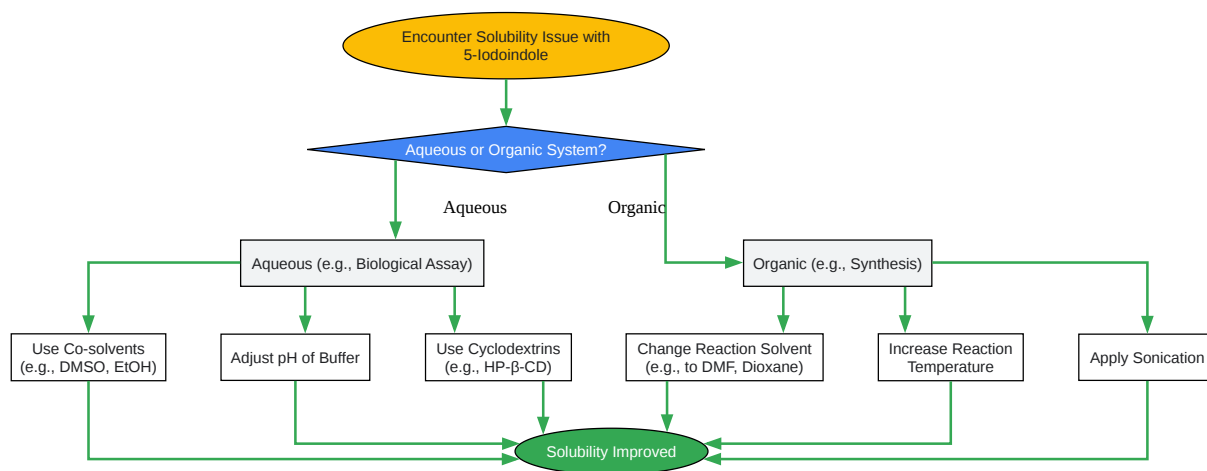 Encounter Solubility Issue with
5-Iodoindole
Aqueous or Organic System?
Aqueous
Organic
Aqueous (e.g., Biological Assay)
Organic (e.g., Synthesis)
Use Co-solvents
(e.g., DMSO, EtOH)
Adjust pH of Buffer
Use Cyclodextrins
(e.g., HP-β-CD)
Change Reaction Solvent
(e.g., to DMF, Dioxane)
Increase Reaction
Temperature
Apply Sonication
Solubility Improved